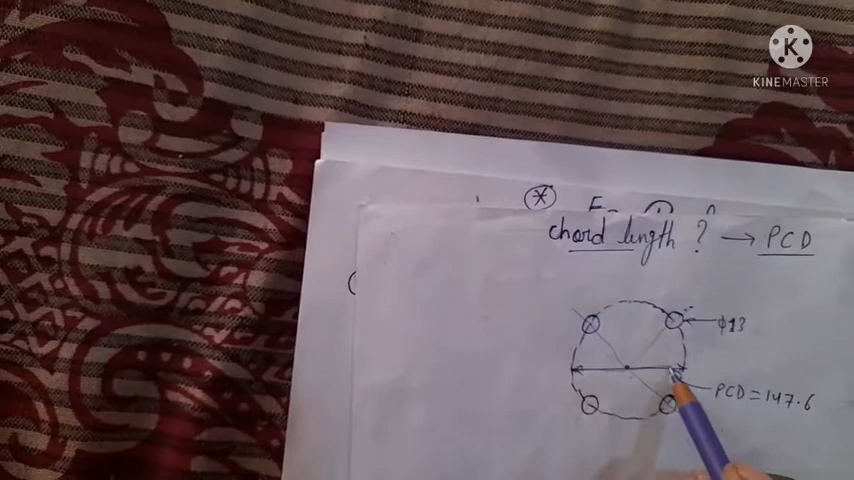 K
KINEMASTER
chord length ? → PCD
φ13
PCD = 147.6